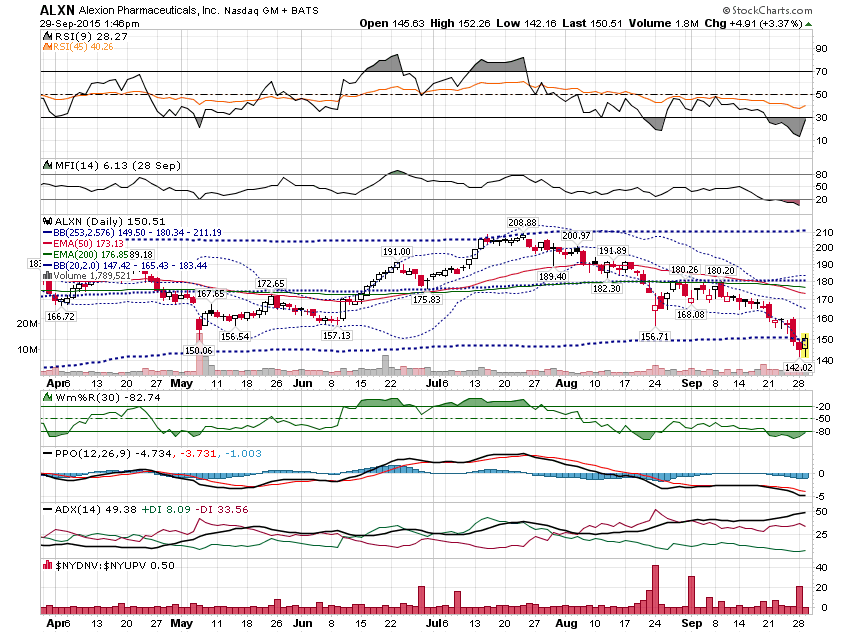 ALXN Alexion Pharmaceuticals, Inc. Nasdaq GM + BATS © StockCharts.com
29-Sep-2015 1:46pm Open 145.63 High 152.26 Low 142.16 Last 150.51 Volume 1.8M Chg +4.91 (+3.37%)
RSI(9) 28.27
RSI(45) 40.26
90
70
50
30
10
MFI(14) 6.13 (28 Sep)
80
50
20
ALXN (Daily) 150.51
BB(253,2.576) 149.50 - 180.34 - 211.19
EMA(50) 173.13
EMA(200) 176.85
BB(20,2.0) 147.42 - 165.43 - 183.44
Volume 1,789,521
189.18
208.88
200.97
191.00
191.89
180.26
180.20
172.65
167.65
189.40
182.30
175.83
168.08
166.72
156.54
157.13
156.71
150.06
142.02
210
200
190
180
170
160
150
140
20M
10M
Apr 6 13 20 27 May 11 18 26 Jun 8 15 22 Jul 6 13 20 27 Aug 10 17 24 Sep 8 14 21 28
Wm%R(30) -82.74
-20
-50
-80
PPO(12,26,9) -4.734, -3.731, -1.003
0
-5
ADX(14) 49.38 +DI 8.09 -DI 33.56
50
25
$NYDNV:$NYUPV 0.50
40
20
0
Apr 6 13 20 27 May 11 18 26 Jun 8 15 22 Jul 6 13 20 27 Aug 10 17 24 Sep 8 14 21 28